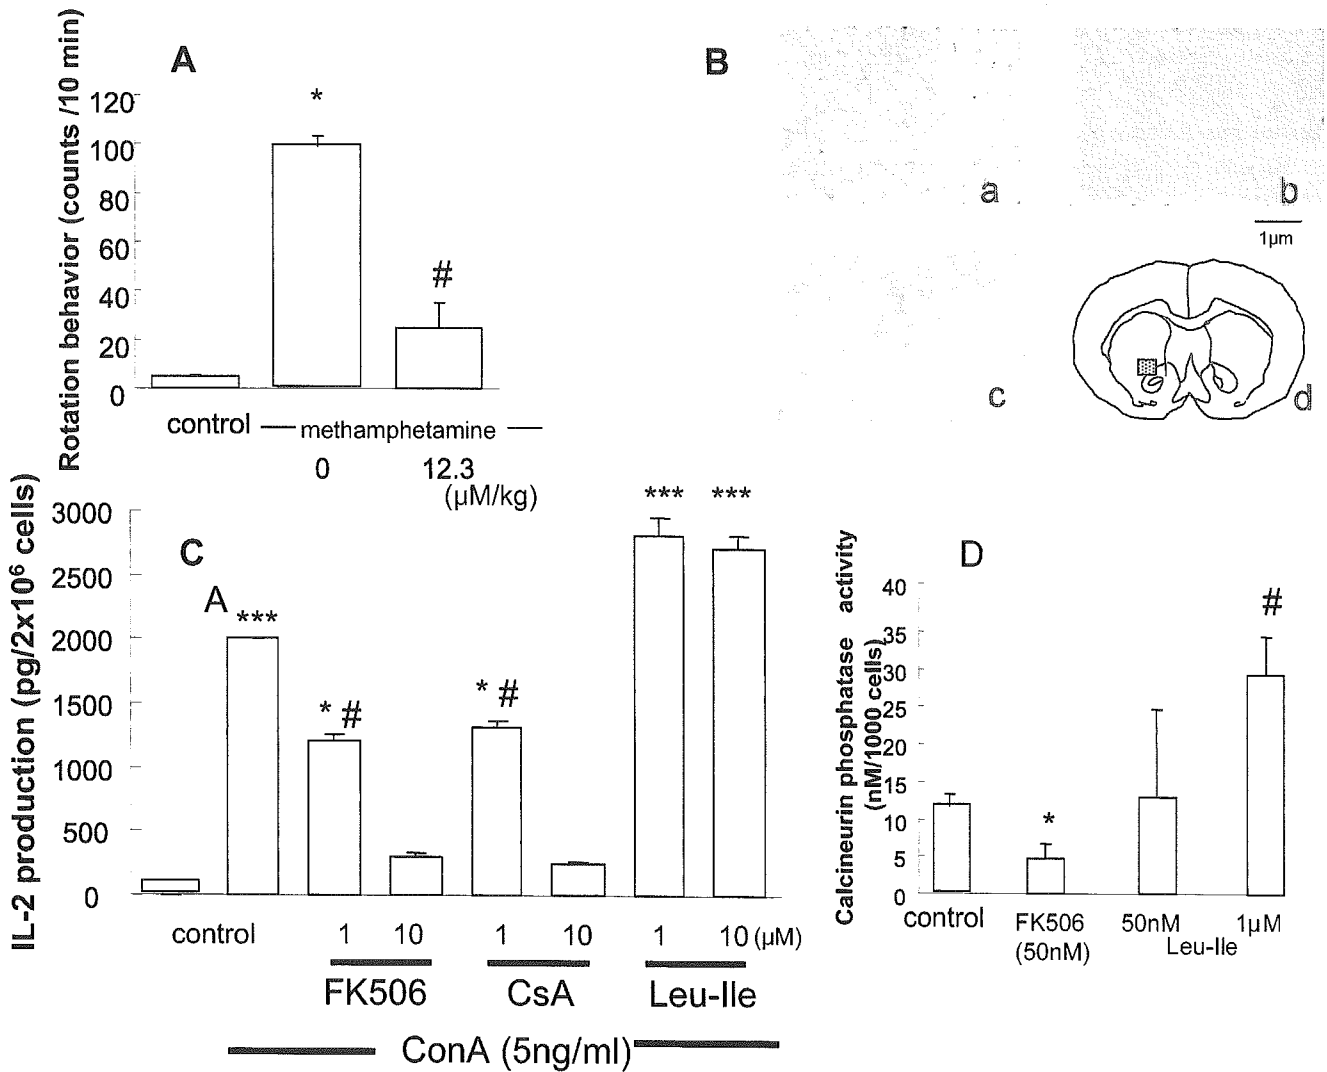 A
Rotation behavior (counts /10 min)
120
100
80
60
40
20
0
*
#
control
methamphetamine
0
12.3
(µM/kg)
B
a
b
1µm
c
d
C
A
IL-2 production (pg/2x10⁶ cells)
3000
2500
2000
1500
1000
500
0
***
* #
* #
*** ***
control
1
10
1
10
1
10 (µM)
FK506
CsA
Leu-Ile
ConA (5ng/ml)
D
Calcineurin phosphatase activity
(nM/1000 cells)
40
35
30
25
20
15
10
5
0
*
#
control
FK506
(50nM)
50nM
1µM
Leu-Ile